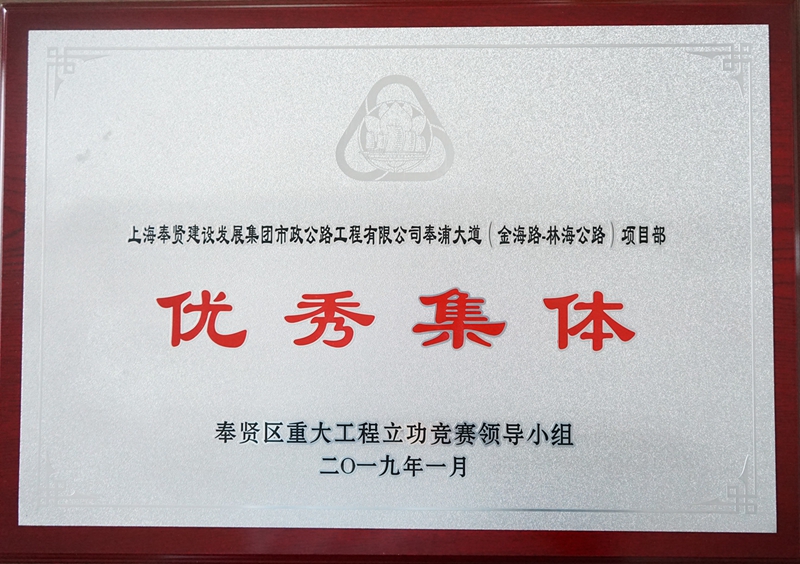 上海奉贤建设发展集团市政公路工程有限公司奉浦大道（金海路-林海公路）项目部
优秀集体
奉贤区重大工程立功竞赛领导小组
二〇一九年一月